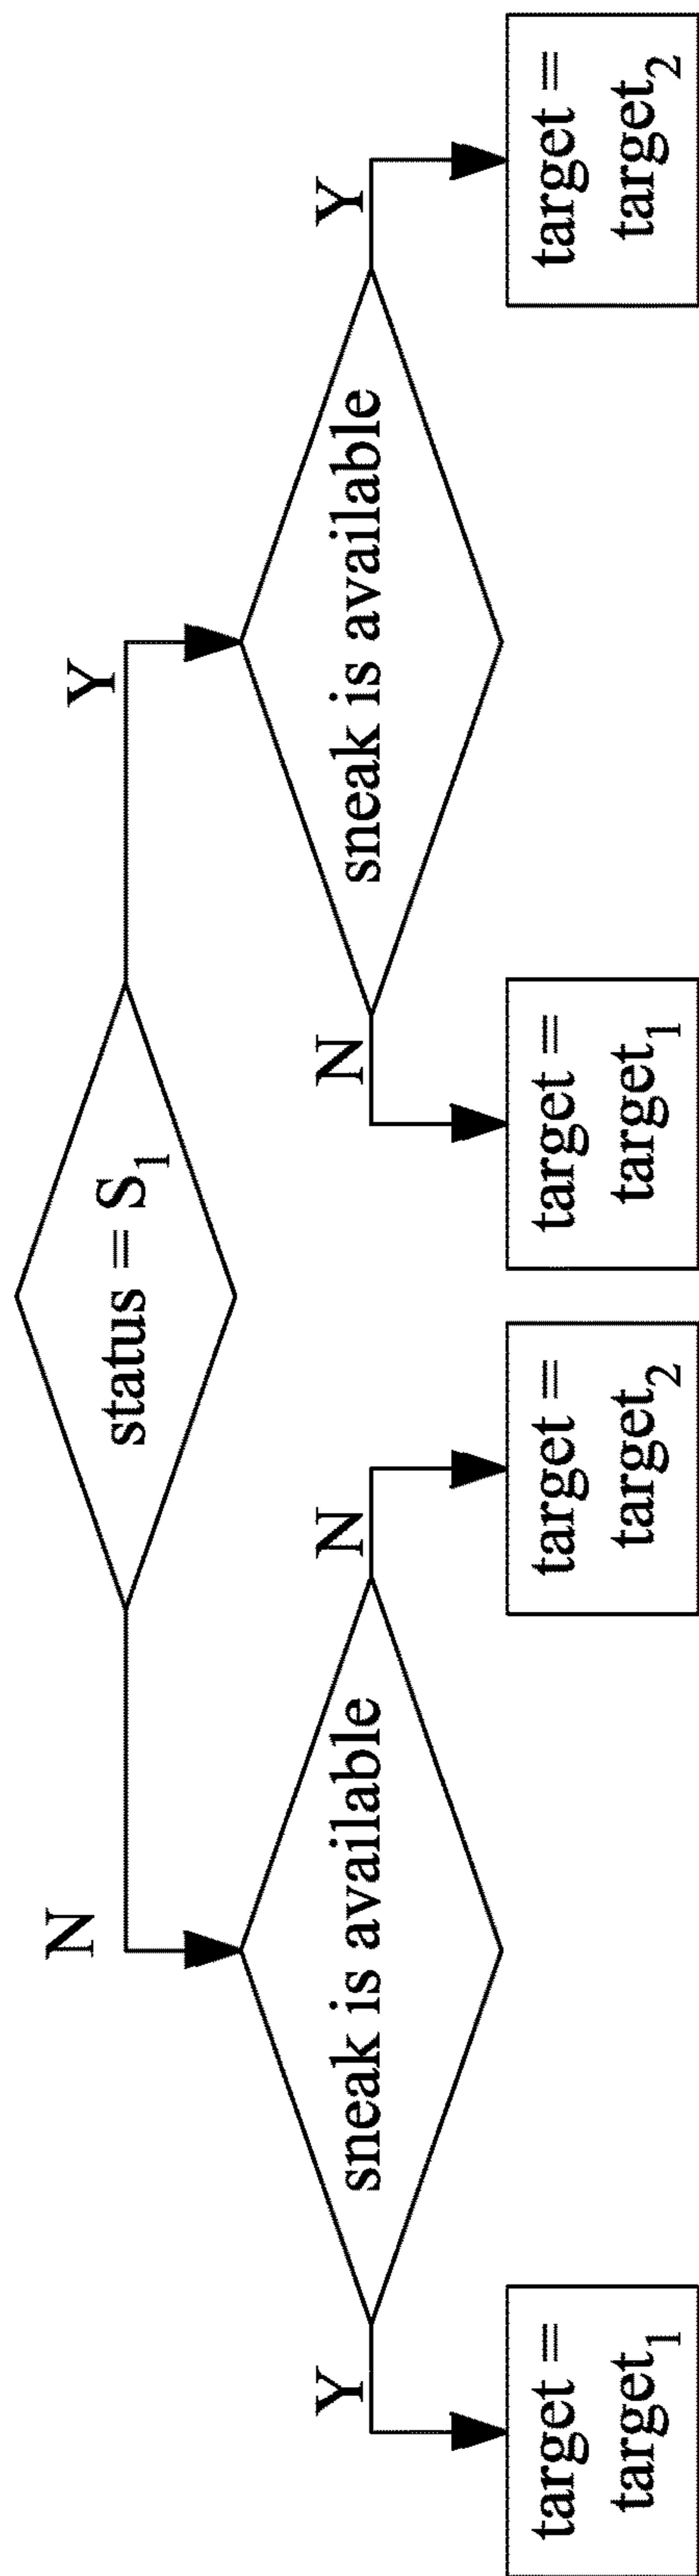 status = S₁
N
Y
sneak is available
sneak is available
Y
N
N
Y
target =
target₁
target =
target₂
target =
target₁
target =
target₂